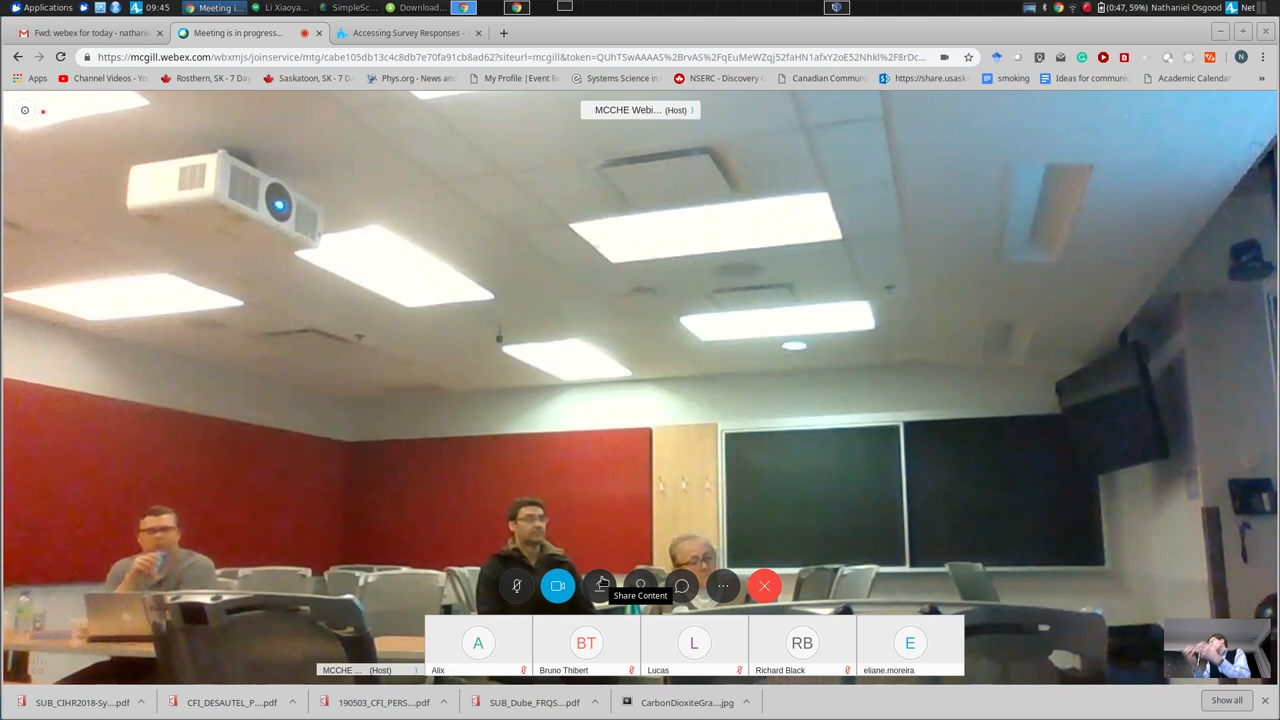 Applications
09:45
Meeting i...
Li Xiaoya...
SimpleSc...
Download...
(0:47, 59%) Nathaniel Osgood
Net
Fwd: webex for today - nathanie
Meeting is in progress...
Accessing Survey Responses -
https://mcgill.webex.com/wbxmjs/joinservice/mtg/cabe105db13c4c8db7e70fa91cb8ad62?siteurl=mcgill&token=QUhTSwAAAAS%2BrvAS%2FqEuMeWZqj52faHN1afxY2oE52Nhkl%2F8rDc...
Apps
Channel Videos - Yo
Rosthern, SK - 7 Day
Saskatoon, SK - 7 D
Phys.org - News and
My Profile | Event R
Systems Science in
NSERC - Discovery
Canadian Commun
https://share.usask
smoking
Ideas for communic
Academic Calendar
N
MCCHE Webi... (Host)
Share Content
A
BT
L
RB
E
MCCHE ... (Host)
Alix
Bruno Thibert
Lucas
Richard Black
eliane.moreira
SUB_CIHR2018-Sy....pdf
CFI_DESAUTEL_P....pdf
190503_CFI_PERS....pdf
SUB_Dube_FRQS....pdf
CarbonDioxiteGra....jpg
Show all